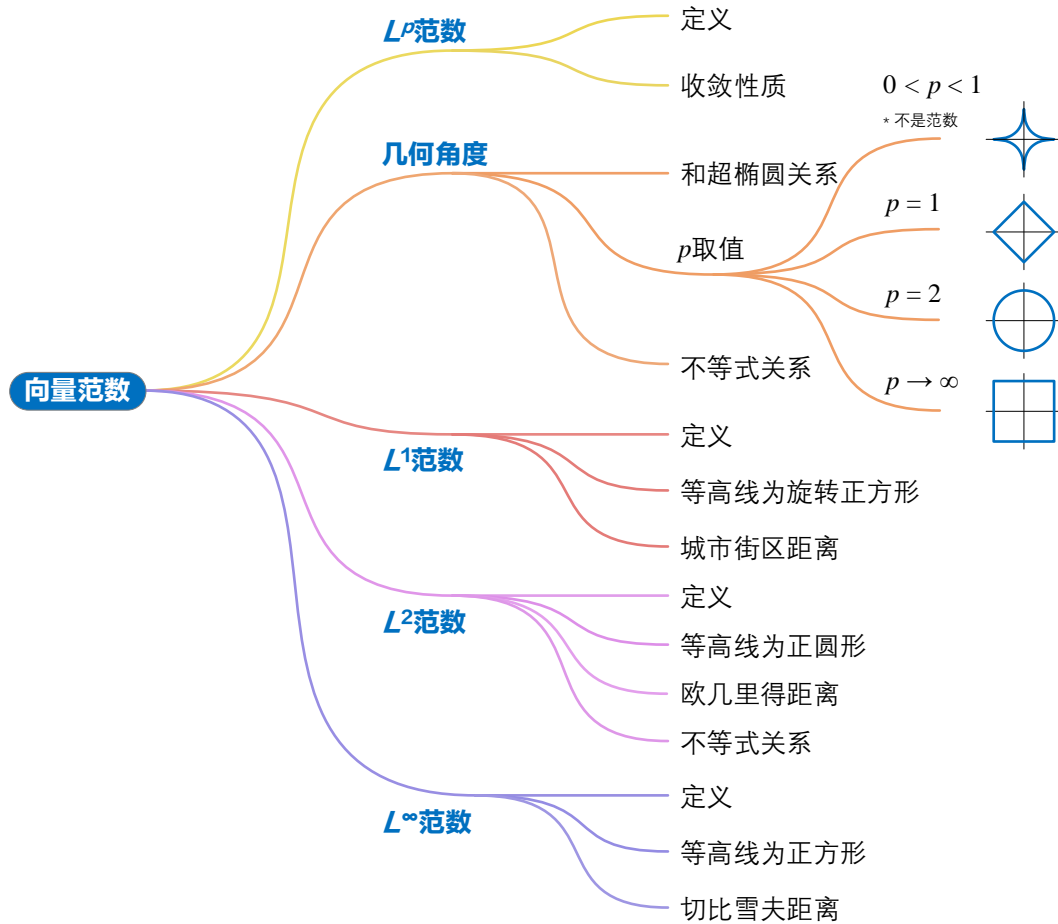 向量范数
Lp范数
定义
收敛性质
几何角度
和超椭圆关系
p取值
0 < p < 1
* 不是范数
p = 1
p = 2
p → ∞
不等式关系
L1范数
定义
等高线为旋转正方形
城市街区距离
L2范数
定义
等高线为正圆形
欧几里得距离
不等式关系
L∞范数
定义
等高线为正方形
切比雪夫距离